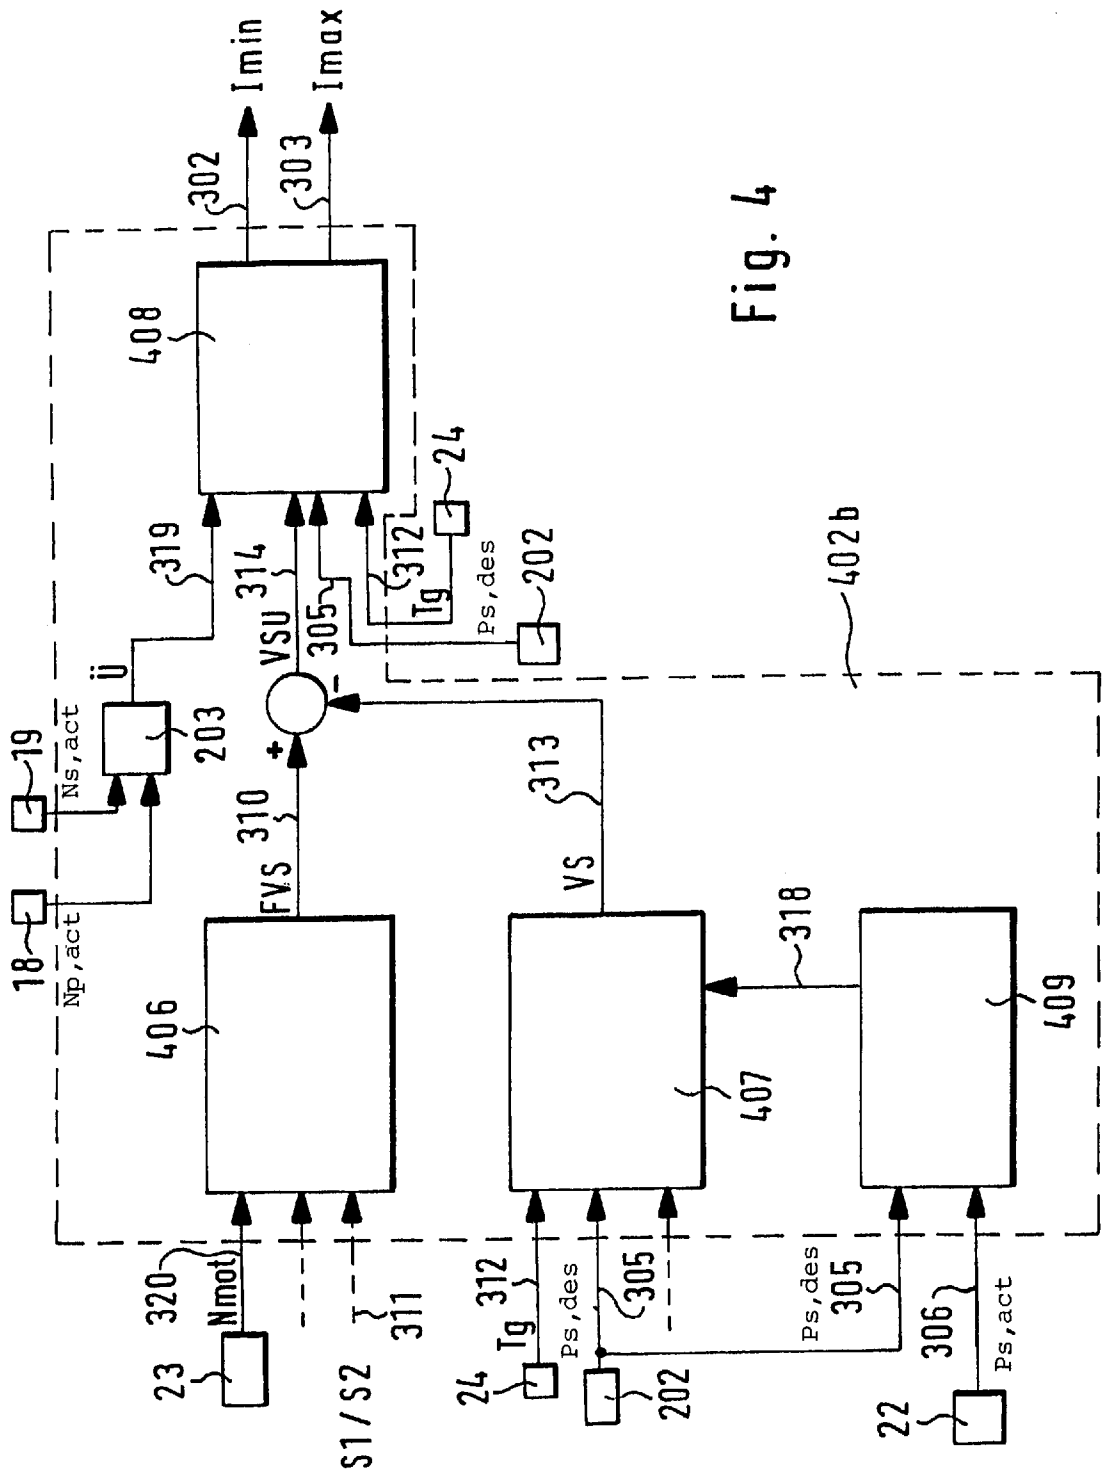 18
Np,act
19
Ns,act
203
Ü
319
408
302
Imin
303
Imax
23
320
Nmot
406
FVS
310
+
-
VSU
314
305
312
Tg
24
Ps,des
202
S1/S2
311
24
Tg
312
Ps,des
202
305
407
VS
313
402b
318
409
Ps,des
305
22
306
Ps,act
Fig. 4